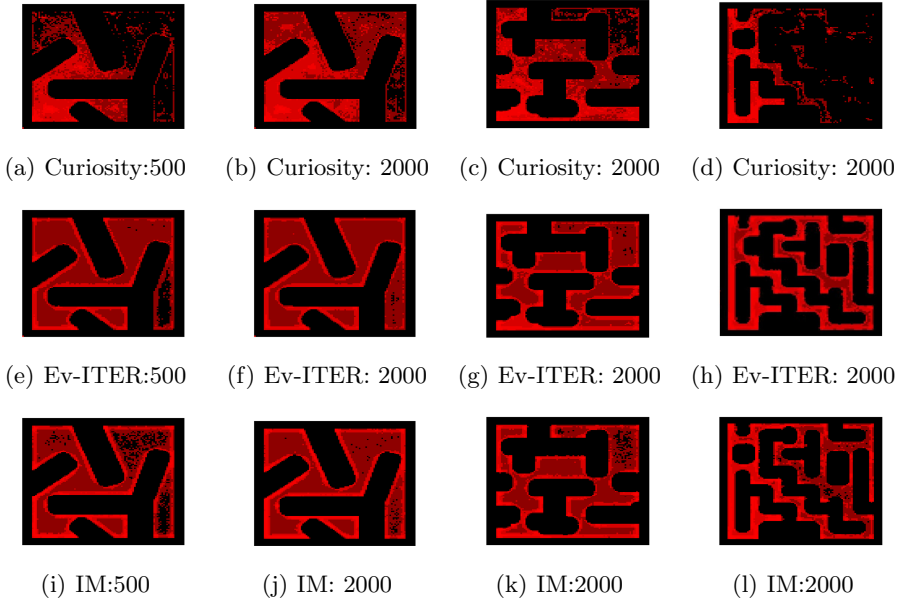 (a) Curiosity:500 (b) Curiosity: 2000 (c) Curiosity: 2000 (d) Curiosity: 2000
(e) Ev-ITER:500 (f) Ev-ITER: 2000 (g) Ev-ITER: 2000 (h) Ev-ITER: 2000
(i) IM:500 (j) IM: 2000 (k) IM:2000 (l) IM:2000